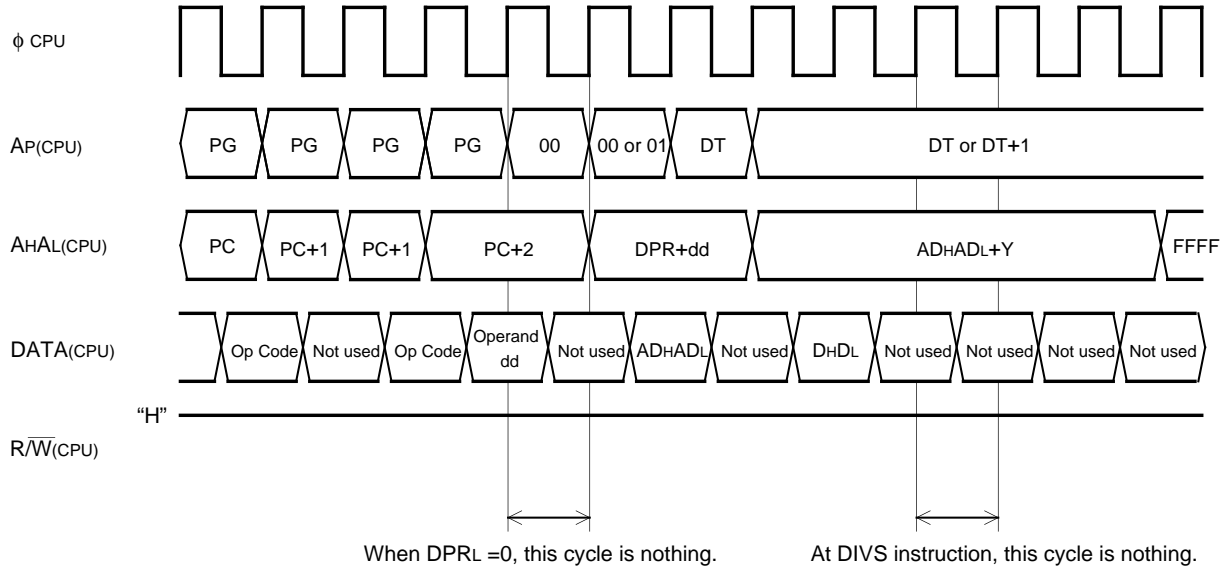 φ CPU
AP(CPU) PG PG PG PG 00 00 or 01 DT DT or DT+1
AHAL(CPU) PC PC+1 PC+1 PC+2 DPR+dd ADHADL+Y FFFF
DATA(CPU) Op Code Not used Op Code Operand dd Not used ADHADL Not used DHDL Not used Not used Not used Not used
“H”
R/W̅(CPU)
When DPRL =0, this cycle is nothing. At DIVS instruction, this cycle is nothing.